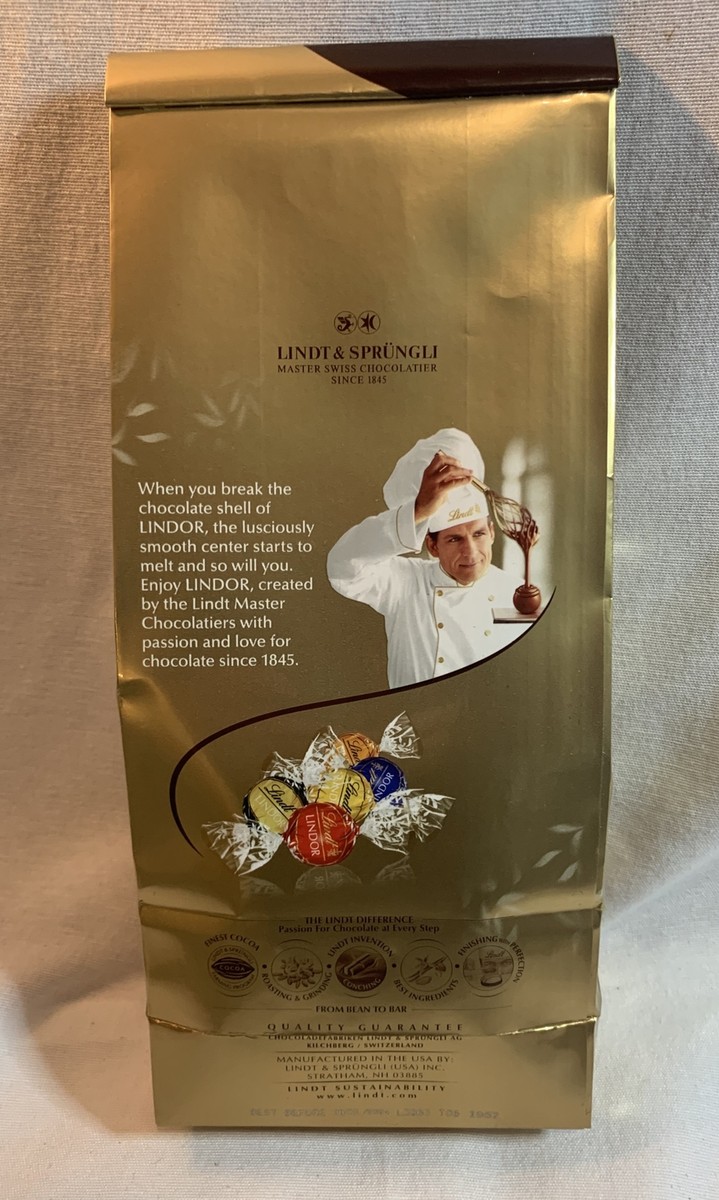 LINDT & SPRÜNGLI
MASTER SWISS CHOCOLATIER
SINCE 1845
When you break the
chocolate shell of
LINDOR, the lusciously
smooth center starts to
melt and so will you.
Enjoy LINDOR, created
by the Lindt Master
Chocolatiers with
passion and love for
chocolate since 1845.
Lindt
Lindt
LINDOR
LINDOR
Lindt
LINDOR
THE LINDT DIFFERENCE
Passion For Chocolate at Every Step
FINEST COCOA
COCOA
ROASTING & GRINDING
LINDT INVENTION
CONCHING
BEST INGREDIENTS
FINISHING WITH PERFECTION
FROM BEAN TO BAR
QUALITY GUARANTEE
CHOCOLADEFABRIKEN LINDT & SPRÜNGLI AG
KILCHBERG / SWITZERLAND
MANUFACTURED IN THE USA BY:
LINDT & SPRÜNGLI (USA) INC.
STRATHAM, NH 03885
LINDT SUSTAINABILITY
www.lindt.com
BEST BEFORE